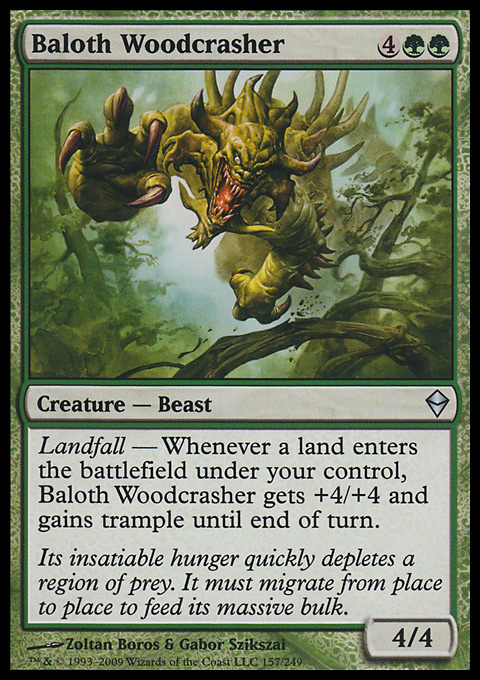 Baloth Woodcrasher 4
Creature — Beast
Landfall — Whenever a land enters
the battlefield under your control,
Baloth Woodcrasher gets +4/+4 and
gains trample until end of turn.
Its insatiable hunger quickly depletes a
region of prey. It must migrate from place
to place to feed its massive bulk.
Zoltan Boros & Gabor Szikszai
4/4
™ & © 1993–2009 Wizards of the Coast LLC 157/249